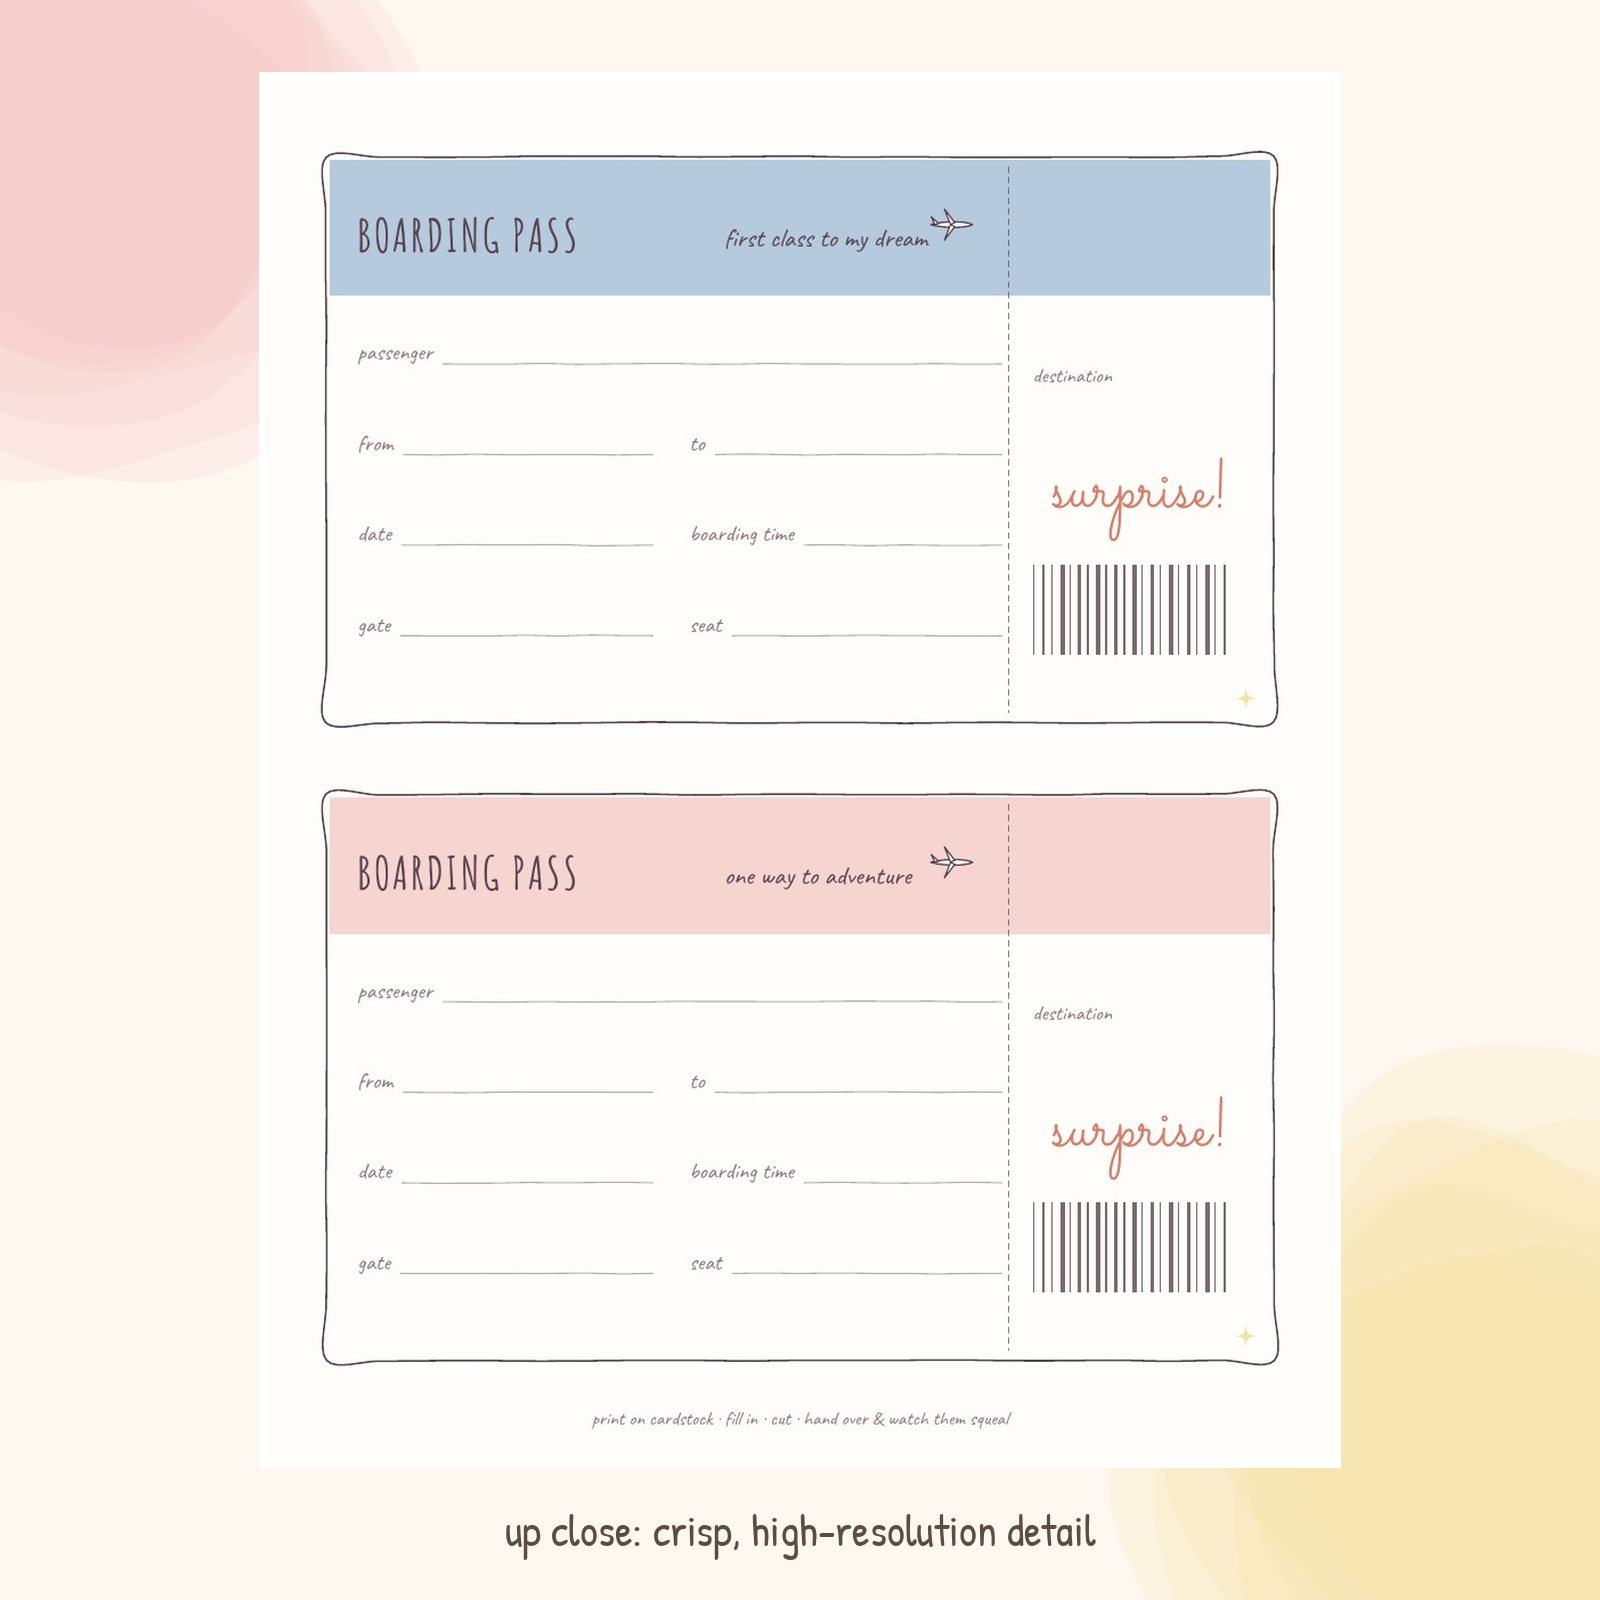 BOARDING PASS
first class to my dream
passenger
destination
from
to
surprise!
date
boarding time
gate
seat
BOARDING PASS
one way to adventure
passenger
destination
from
to
surprise!
date
boarding time
gate
seat
print on cardstock · fill in · cut · hand over & watch them squeal
up close: crisp, high-resolution detail